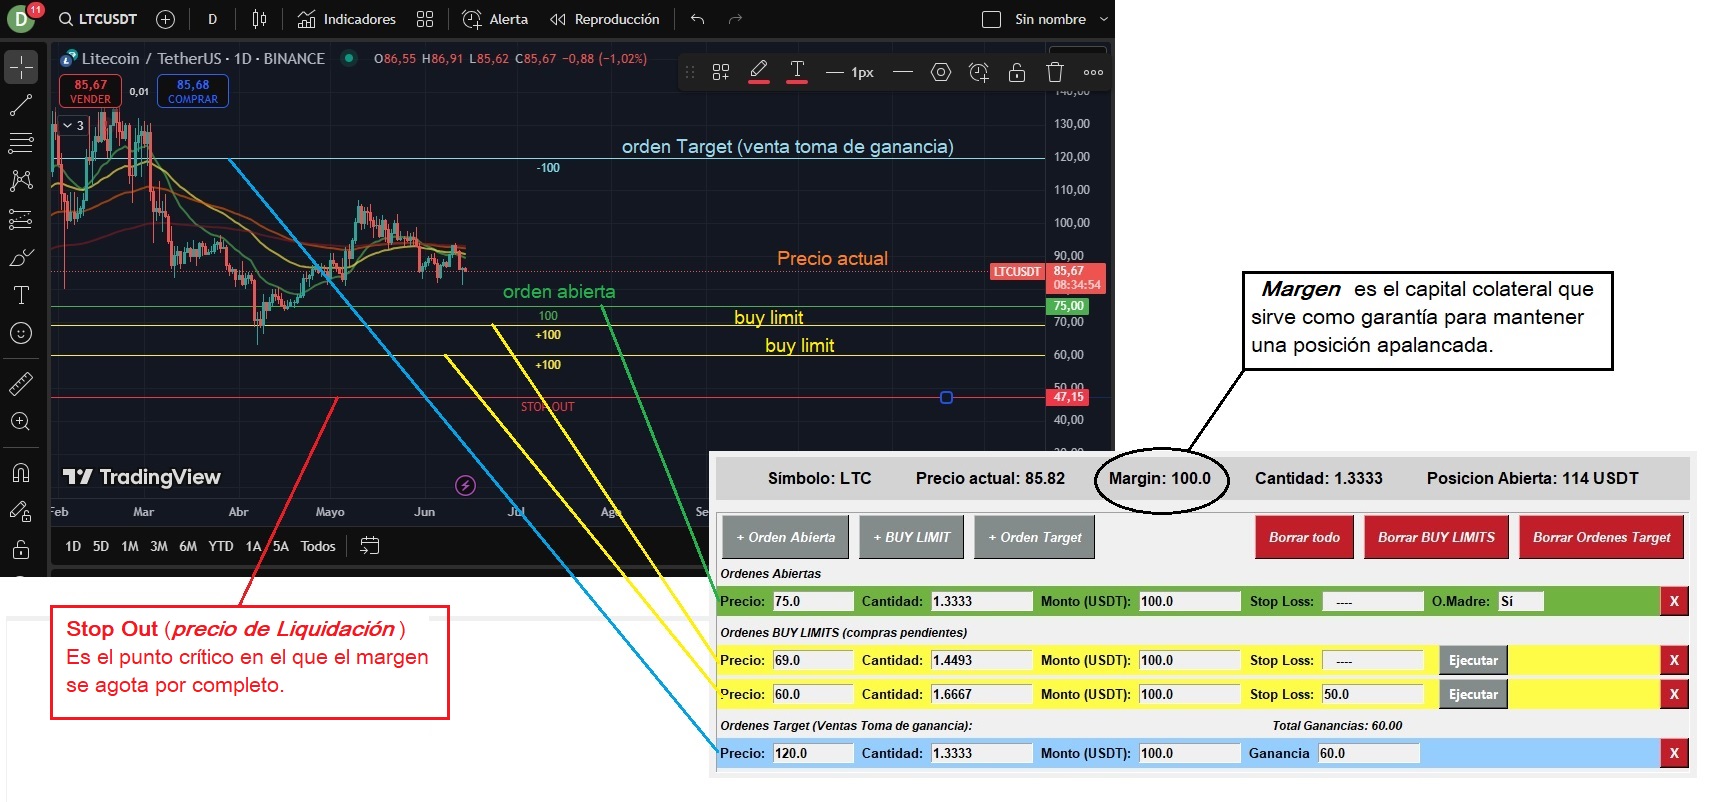 D
11
LTCUSDT
D
Indicadores
Alerta
Reproducción
Sin nombre
Litecoin / TetherUS · 1D · BINANCE
O86,55 H86,91 L85,62 C85,67 −0,88 (−1,02%)
1px
85,67
VENDER
0,01
85,68
COMPRAR
3
140,00
130,00
120,00
110,00
100,00
90,00
LTCUSDT
85,67
08:34:54
75,00
70,00
60,00
50,00
47,15
40,00
orden Target (venta toma de ganancia)
-100
Precio actual
orden abierta
100
buy limit
+100
buy limit
+100
STOP OUT
TradingView
Feb
Mar
Abr
Mayo
Jun
Jul
Ago
1D 5D 1M 3M 6M YTD 1A 5A Todos
Margen es el capital colateral que
sirve como garantía para mantener
una posición apalancada.
Stop Out (precio de Liquidación )
Es el punto crítico en el que el margen
se agota por completo.
Símbolo: LTC Precio actual: 85.82 Margin: 100.0 Cantidad: 1.3333 Posicion Abierta: 114 USDT
+ Orden Abierta + BUY LIMIT + Orden Target Borrar todo Borrar BUY LIMITS Borrar Ordenes Target
Ordenes Abiertas
Precio: 75.0 Cantidad: 1.3333 Monto (USDT): 100.0 Stop Loss: ---- O.Madre: Sí X
Ordenes BUY LIMITS (compras pendientes)
Precio: 69.0 Cantidad: 1.4493 Monto (USDT): 100.0 Stop Loss: ---- Ejecutar X
Precio: 60.0 Cantidad: 1.6667 Monto (USDT): 100.0 Stop Loss: 50.0 Ejecutar X
Ordenes Target (Ventas Toma de ganancia): Total Ganancias: 60.00
Precio: 120.0 Cantidad: 1.3333 Monto (USDT): 100.0 Ganancia 60.0 X